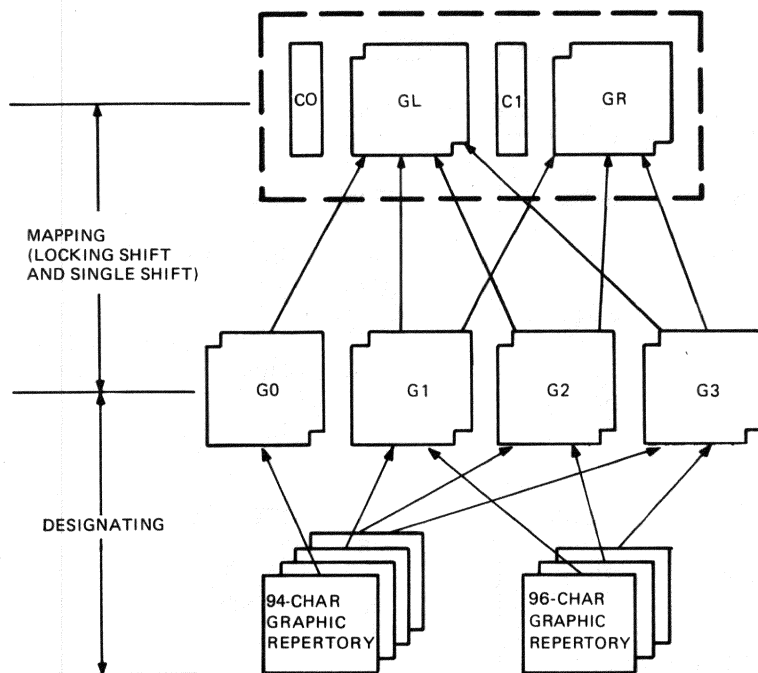 C0
GL
C1
GR
MAPPING
(LOCKING SHIFT
AND SINGLE SHIFT)
G0
G1
G2
G3
DESIGNATING
94-CHAR
GRAPHIC
REPERTORY
96-CHAR
GRAPHIC
REPERTORY